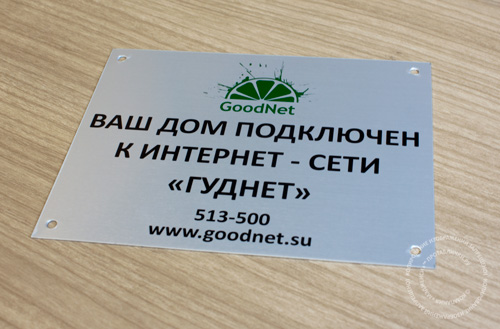 GoodNet
ВАШ ДОМ ПОДКЛЮЧЕН
К ИНТЕРНЕТ - СЕТИ
«ГУДНЕТ»
513-500
www.goodnet.su